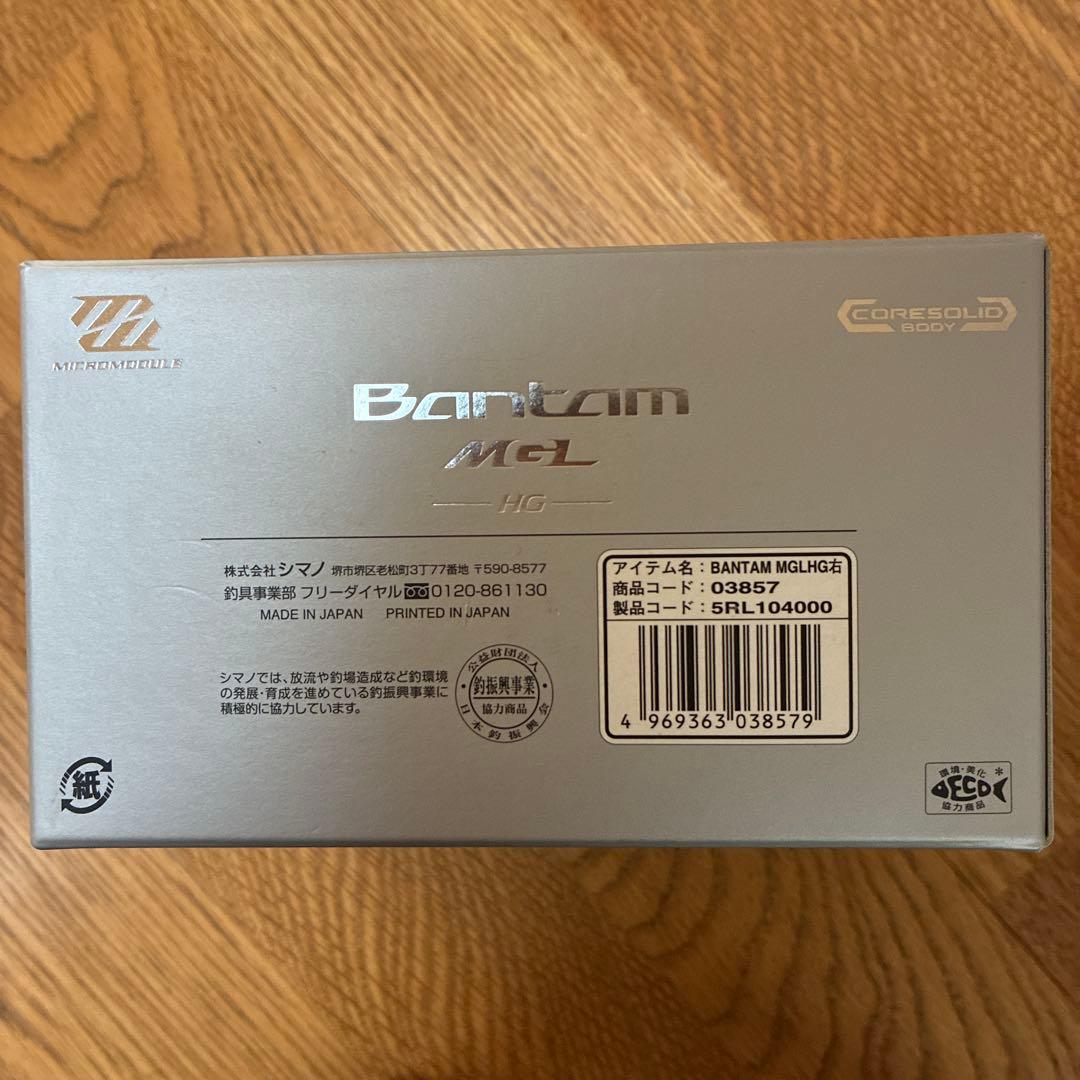 MICROMODULE
CORESOLID
BODY
Bantam
MGL
HG
株式会社シマノ 堺市堺区老松町3丁77番地 〒590-8577
釣具事業部 フリーダイヤル 0120-861130
MADE IN JAPAN PRINTED IN JAPAN
シマノでは、放流や釣場造成など釣環境
の発展・育成を進めている釣振興事業に
積極的に協力しています。
公益財団法人
釣振興事業
協力商品
日本釣振興会
アイテム名：BANTAM MGLHG右
商品コード：03857
製品コード：5RL104000
4 969363 038579
紙
環境・美化
ECO
協力商品